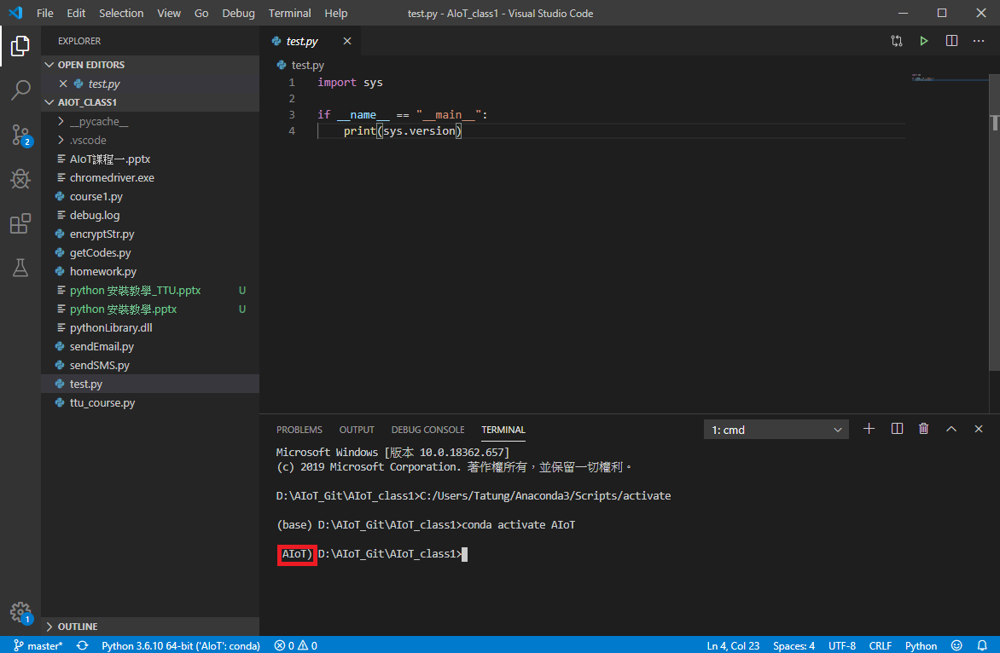 File Edit Selection View Go Debug Terminal Help test.py - AIoT_class1 - Visual Studio Code
EXPLORER
OPEN EDITORS
test.py
AIOT_CLASS1
__pycache__
.vscode
AIoT課程一.pptx
chromedriver.exe
course1.py
debug.log
encryptStr.py
getCodes.py
homework.py
python 安裝教學_TTU.pptx U
python 安裝教學.pptx U
pythonLibrary.dll
sendEmail.py
sendSMS.py
test.py
ttu_course.py
OUTLINE
2
1
test.py
test.py
1 import sys
2
3 if __name__ == "__main__":
4 print(sys.version)
PROBLEMS OUTPUT DEBUG CONSOLE TERMINAL 1: cmd
Microsoft Windows [版本 10.0.18362.657]
(c) 2019 Microsoft Corporation. 著作權所有，並保留一切權利。
D:\AIoT_Git\AIoT_class1>C:/Users/Tatung/Anaconda3/Scripts/activate
(base) D:\AIoT_Git\AIoT_class1>conda activate AIoT
AIoT) D:\AIoT_Git\AIoT_class1>
master* Python 3.6.10 64-bit ('AIoT': conda) 0 0 Ln 4, Col 23 Spaces: 4 UTF-8 CRLF Python